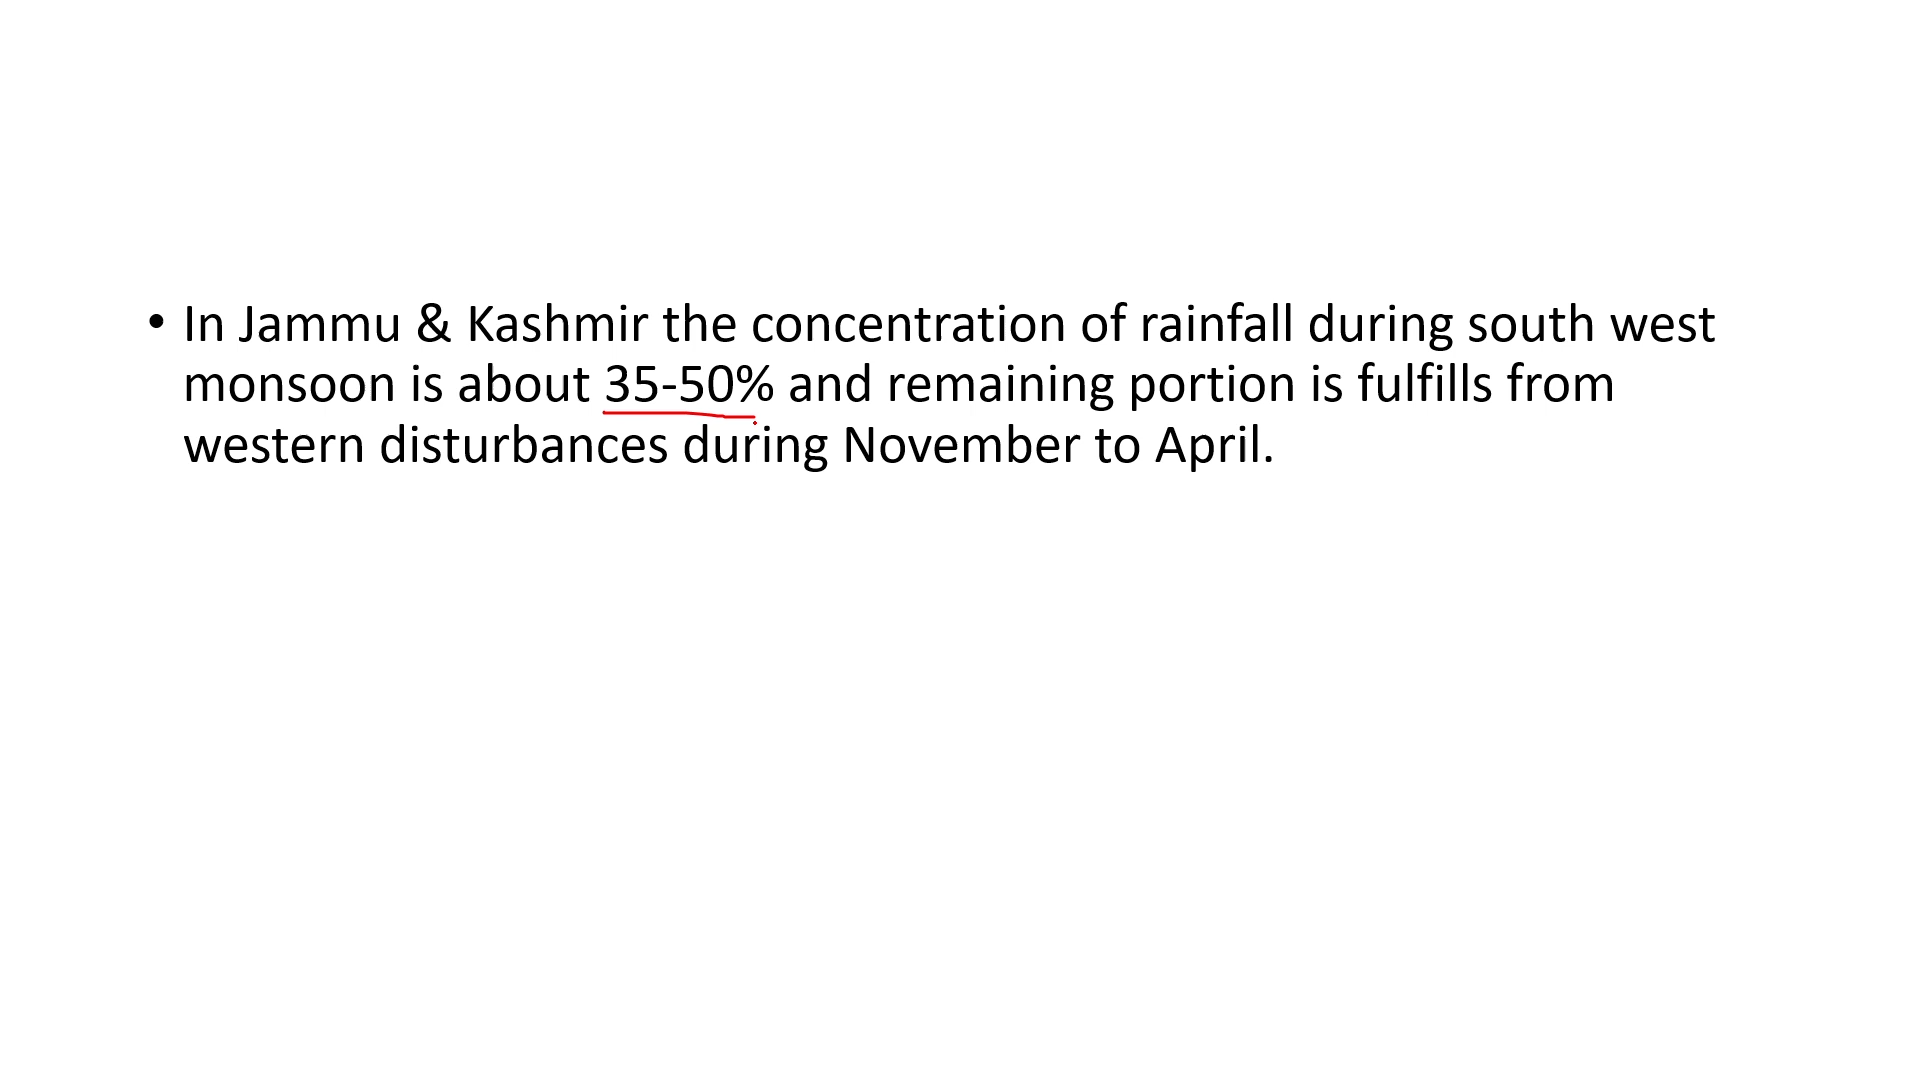 • In Jammu & Kashmir the concentration of rainfall during south west
monsoon is about 35-50% and remaining portion is fulfills from
western disturbances during November to April.